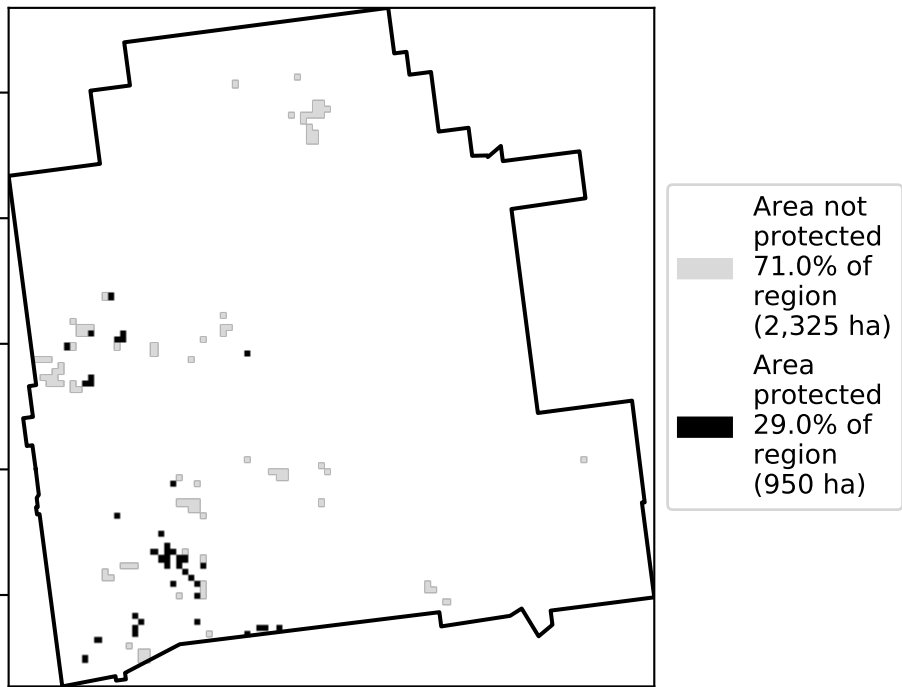 Area not
protected
71.0% of
region
(2,325 ha)
Area
protected
29.0% of
region
(950 ha)